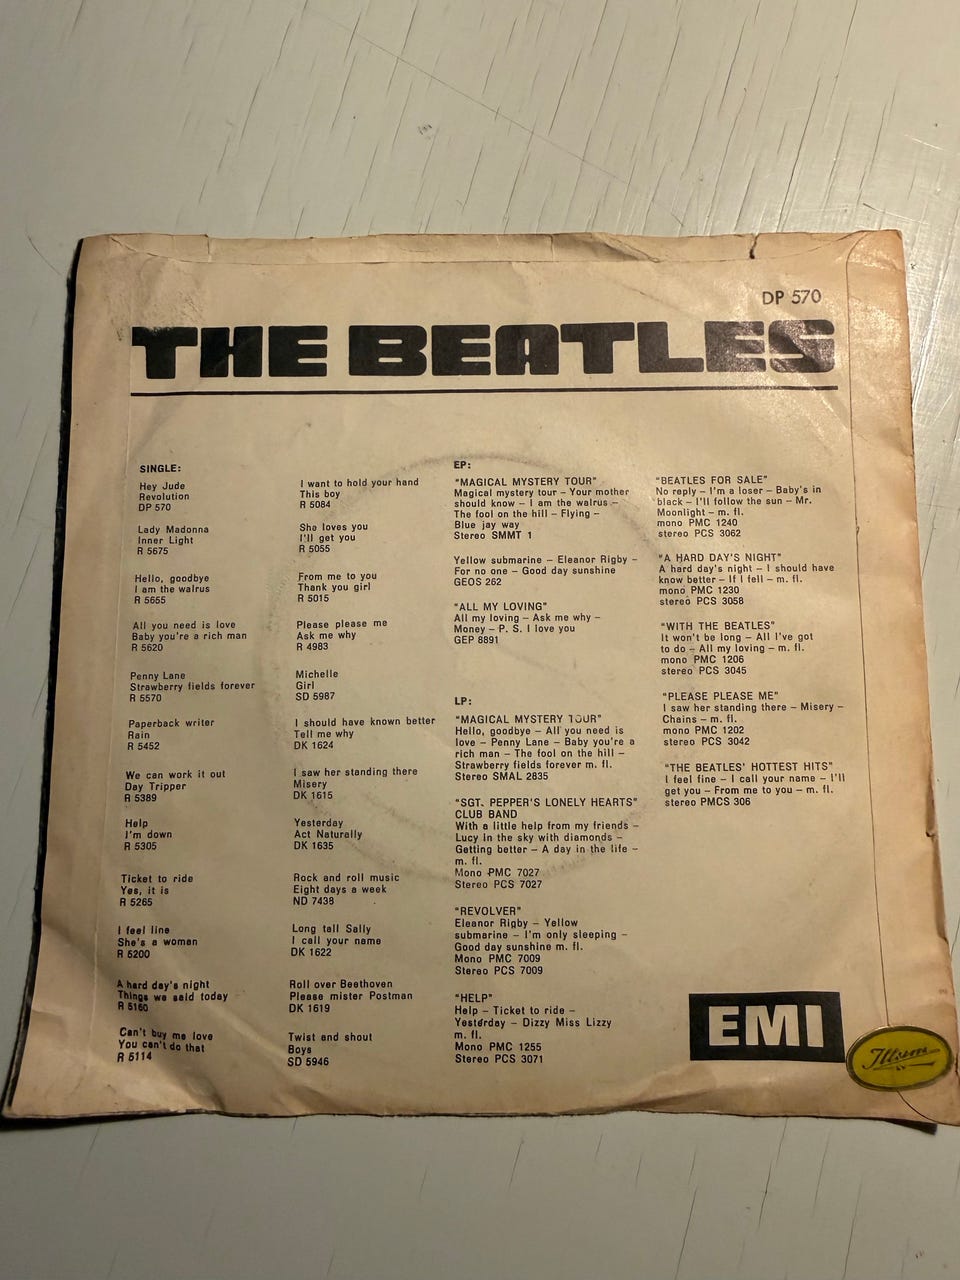 DP 570
THE BEATLES
SINGLE:
Hey Jude
Revolution
DP 570
Lady Madonna
Inner Light
R 5675
Hello, goodbye
I am the walrus
R 5655
All you need is love
Baby you're a rich man
R 5620
Penny Lane
Strawberry fields forever
R 5570
Paperback writer
Rain
R 5452
We can work it out
Day Tripper
R 5389
Help
I'm down
R 5305
Ticket to ride
Yes, it is
R 5265
I feel line
She's a woman
R 5200
A hard day's night
Things we said today
R 5160
Can't buy me love
You can't do that
R 5114
I want to hold your hand
This boy
R 5084
She loves you
I'll get you
R 5055
From me to you
Thank you girl
R 5015
Please please me
Ask me why
R 4983
Michelle
Girl
SD 5987
I should have known better
Tell me why
DK 1624
I saw her standing there
Misery
DK 1615
Yesterday
Act Naturally
DK 1635
Rock and roll music
Eight days a week
ND 7438
Long tall Sally
I call your name
DK 1622
Roll over Beethoven
Please mister Postman
DK 1619
Twist and shout
Boys
SD 5946
EP:
"MAGICAL MYSTERY TOUR"
Magical mystery tour – Your mother
should know – I am the walrus –
The fool on the hill – Flying –
Blue jay way
Stereo SMMT 1
Yellow submarine – Eleanor Rigby –
For no one – Good day sunshine
GEOS 262
"ALL MY LOVING"
All my loving – Ask me why –
Money – P. S. I love you
GEP 8891
LP:
"MAGICAL MYSTERY TOUR"
Hello, goodbye – All you need is
love – Penny Lane – Baby you're a
rich man – The fool on the hill –
Strawberry fields forever m. fl.
Stereo SMAL 2835
"SGT. PEPPER'S LONELY HEARTS"
CLUB BAND
With a little help from my friends –
Lucy in the sky with diamonds –
Getting better – A day in the life –
m. fl.
Mono PMC 7027
Stereo PCS 7027
"REVOLVER"
Eleanor Rigby – Yellow
submarine – I'm only sleeping –
Good day sunshine m. fl.
Mono PMC 7009
Stereo PCS 7009
"HELP"
Help – Ticket to ride –
Yesterday – Dizzy Miss Lizzy
m. fl.
Mono PMC 1255
Stereo PCS 3071
"BEATLES FOR SALE"
No reply – I'm a loser – Baby's in
black – I'll follow the sun – Mr.
Moonlight – m. fl.
mono PMC 1240
stereo PCS 3062
"A HARD DAY'S NIGHT"
A hard day's night – I should have
know better – If I fell – m. fl.
mono PMC 1230
stereo PCS 3058
"WITH THE BEATLES"
It won't be long – All I've got
to do – All my loving – m. fl.
mono PMC 1206
stereo PCS 3045
"PLEASE PLEASE ME"
I saw her standing there – Misery –
Chains – m. fl.
mono PMC 1202
stereo PCS 3042
"THE BEATLES' HOTTEST HITS"
I feel fine – I call your name – I'll
get you – From me to you – m. fl.
stereo PMCS 306
EMI
Illum